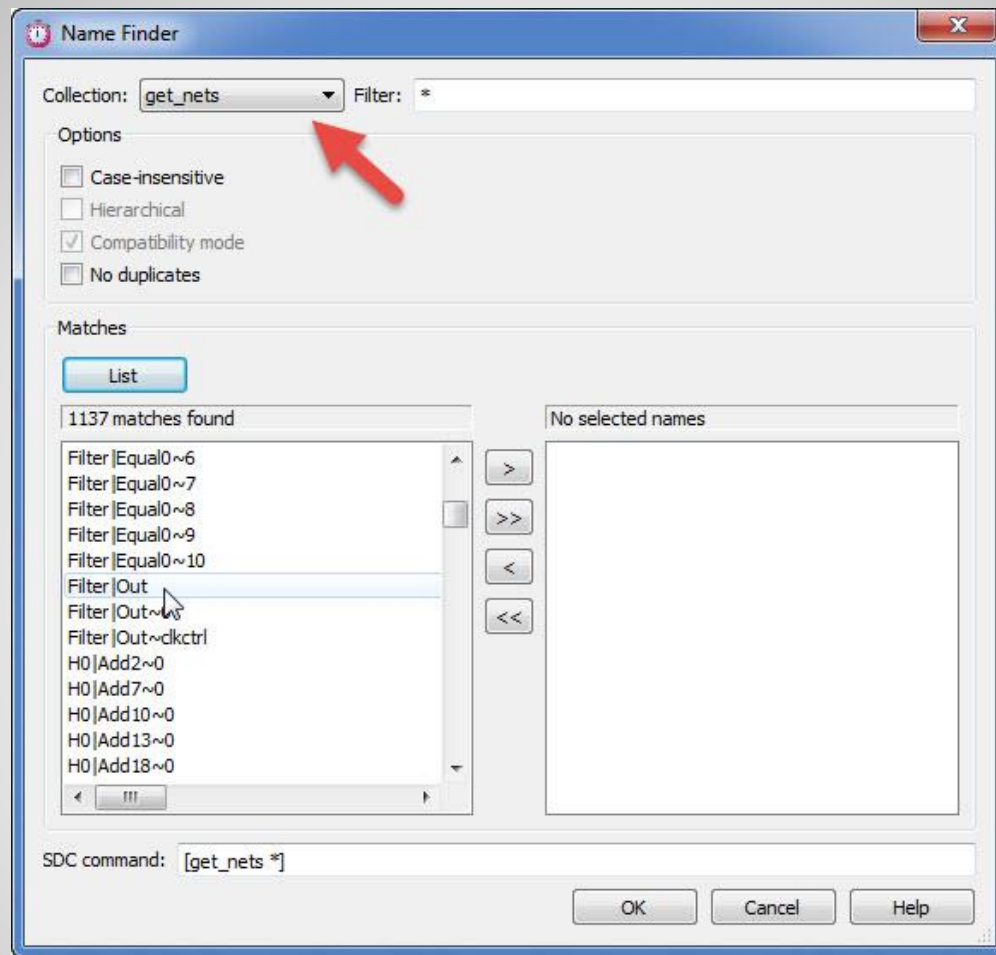 Name Finder
Collection: get_nets Filter: *
Options
Case-insensitive
Hierarchical
Compatibility mode
No duplicates
Matches
List
1137 matches found No selected names
Filter|Equal0~6
Filter|Equal0~7
Filter|Equal0~8
Filter|Equal0~9
Filter|Equal0~10
Filter|Out
Filter|Out~
Filter|Out~clkctrl
H0|Add2~0
H0|Add7~0
H0|Add10~0
H0|Add13~0
H0|Add18~0
>
>>
<
<<
SDC command: [get_nets *]
OK Cancel Help